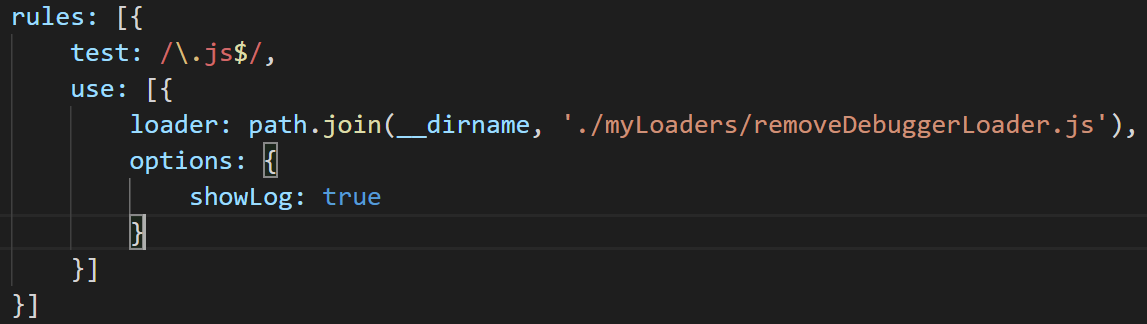 rules: [{
    test: /\.js$/,
    use: [{
        loader: path.join(__dirname, './myLoaders/removeDebuggerLoader.js'),
        options: {
            showLog: true
        }
    }]
}]